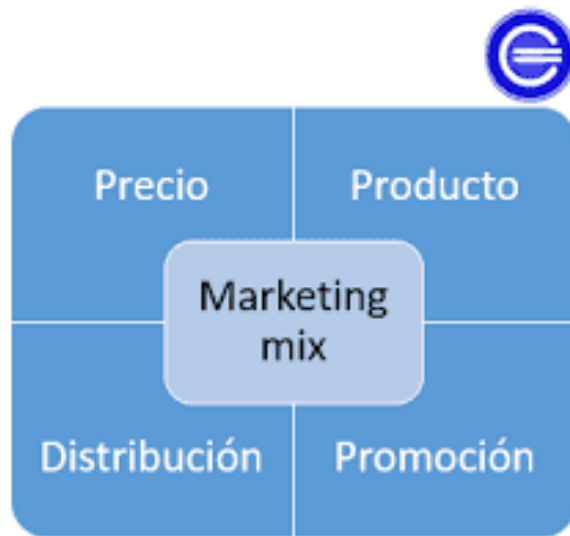 Precio
Producto
Marketing
mix
Distribución
Promoción